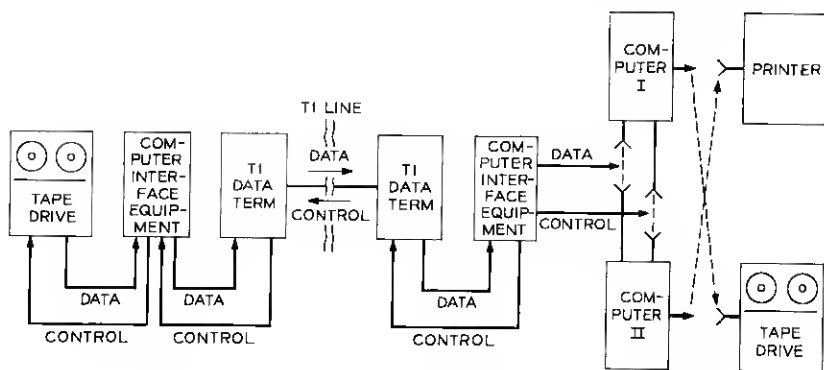 TAPE
DRIVE
COM-
PUTER
INTER-
FACE
EQUIP-
MENT
T1
DATA
TERM
DATA
CONTROL
DATA
CONTROL
T1 LINE
DATA
CONTROL
T1
DATA
TERM
COM-
PUTER
INTER-
FACE
EQUIP-
MENT
DATA
CONTROL
DATA
CONTROL
COM-
PUTER
I
PRINTER
COM-
PUTER
II
TAPE
DRIVE